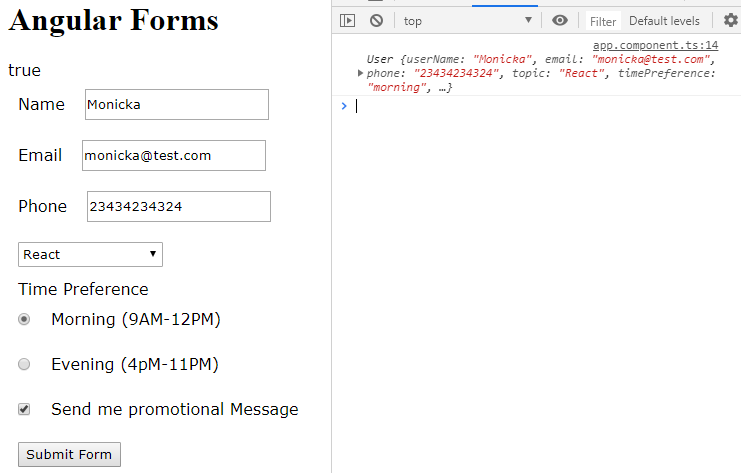 Angular Forms
true
Name Monicka
Email monicka@test.com
Phone 23434234324
React
Time Preference
Morning (9AM-12PM)
Evening (4pM-11PM)
Send me promotional Message
Submit Form
top Filter Default levels
app.component.ts:14
User {userName: "Monicka", email: "monicka@test.com",
phone: "23434234324", topic: "React", timePreference:
"morning", …}